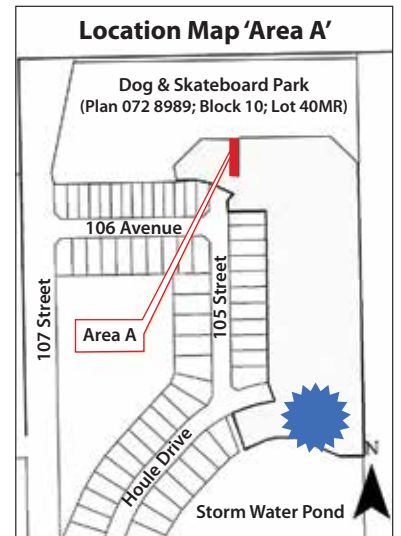 Location Map ‘Area A’
Dog & Skateboard Park
(Plan 072 8989; Block 10; Lot 40MR)
106 Avenue
107 Street
105 Street
Area A
Houle Drive
N
Storm Water Pond